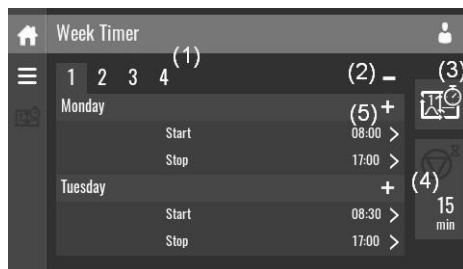 Week Timer
1 2 3 4 (1) (2) – (3)
Monday (5) +
Start 08:00 >
Stop 17:00 >
Tuesday + (4)
Start 08:30 >
Stop 17:00 >
15
min